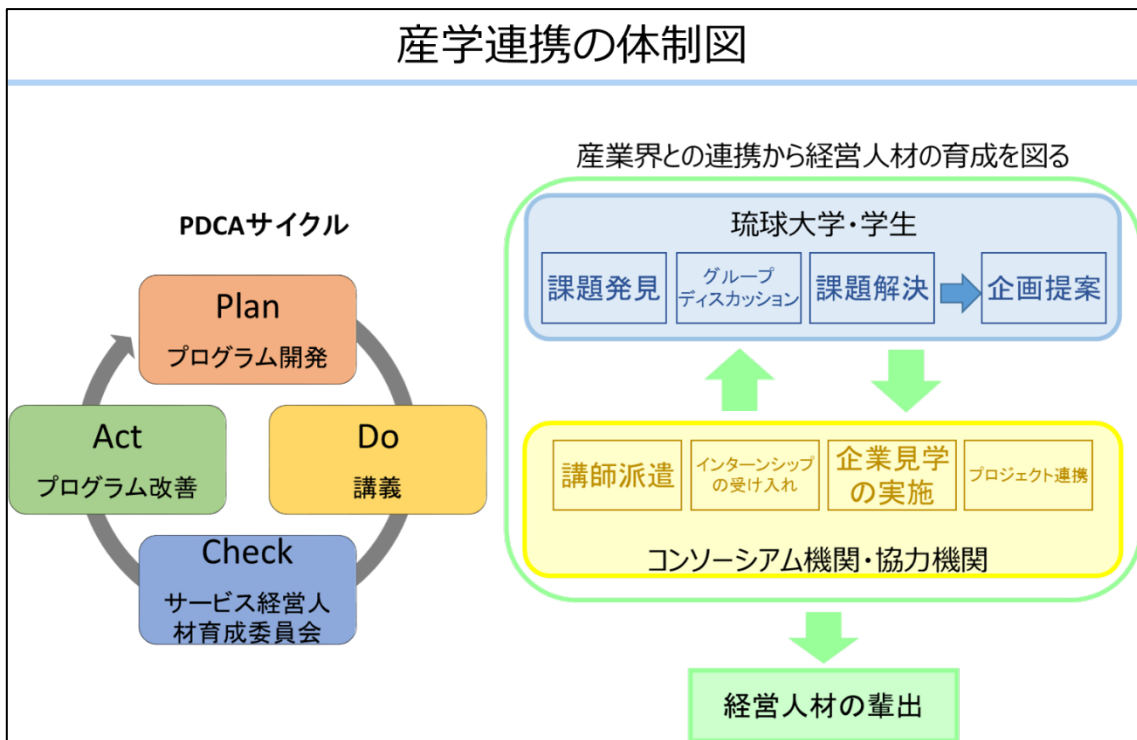 産学連携の体制図
PDCAサイクル
Plan
プログラム開発
Act
プログラム改善
Do
講義
Check
サービス経営人
材育成委員会
産業界との連携から経営人材の育成を図る
琉球大学・学生
課題発見
グループ
ディスカッション
課題解決
企画提案
講師派遣
インターンシップ
の受け入れ
企業見学
の実施
プロジェクト連携
コンソーシアム機関・協力機関
経営人材の輩出